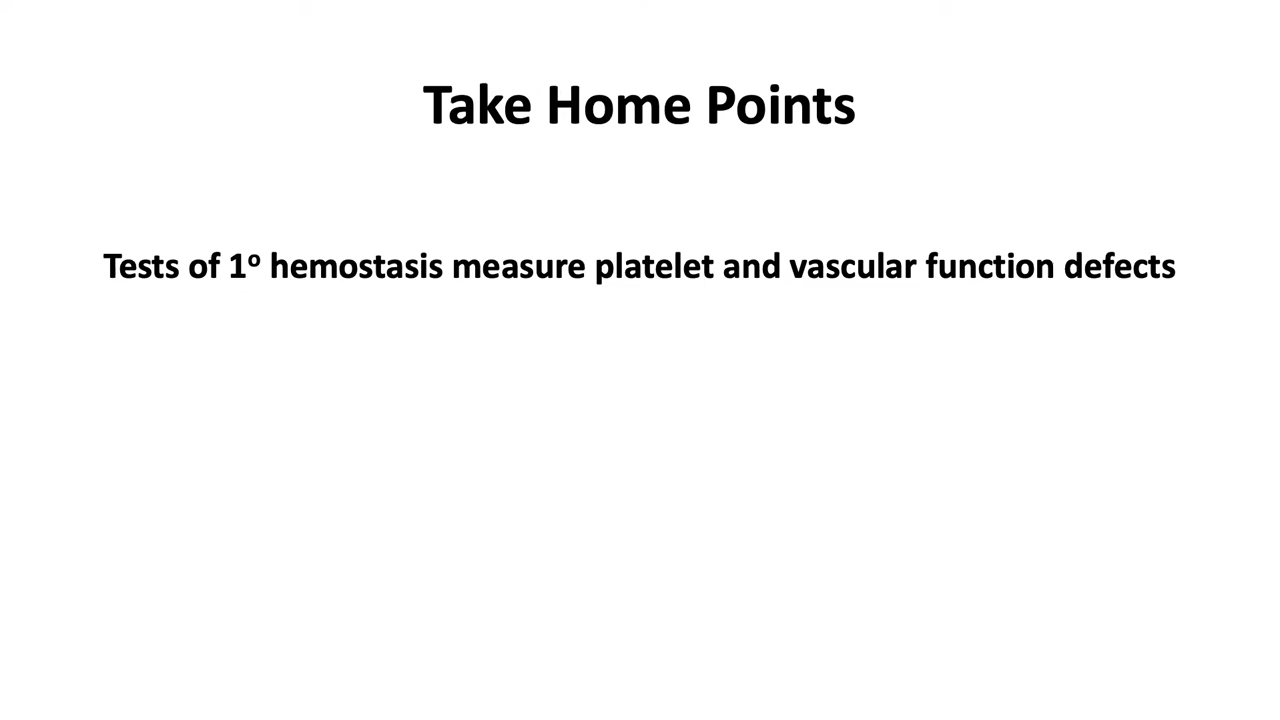 Take Home Points
Tests of 1º hemostasis measure platelet and vascular function defects